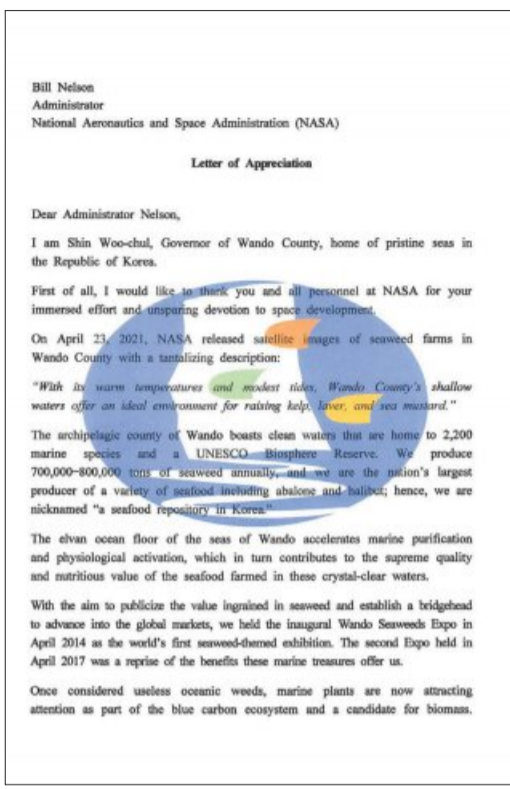 Bill Nelson
Administrator
National Aeronautics and Space Administration (NASA)
Letter of Appreciation
Dear Administrator Nelson,
I am Shin Woo-chul, Governor of Wando County, home of pristine seas in
the Republic of Korea.
First of all, I would like to thank you and all personnel at NASA for your
immersed effort and unsparing devotion to space development.
On April 23, 2021, NASA released satellite images of seaweed farms in
Wando County with a tantalizing description:
"With its warm temperatures and modest tides, Wando County's shallow
waters offer an ideal environment for raising kelp, laver, and sea mustard."
The archipelagic county of Wando boasts clean waters that are home to 2,200
marine species and a UNESCO Biosphere Reserve. We produce
700,000-800,000 tons of seaweed annually, and we are the nation's largest
producer of a variety of seafood including abalone and halibut; hence, we are
nicknamed "a seafood repository in Korea."
The elvan ocean floor of the seas of Wando accelerates marine purification
and physiological activation, which in turn contributes to the supreme quality
and nutritious value of the seafood farmed in these crystal-clear waters.
With the aim to publicize the value ingrained in seaweed and establish a bridgehead
to advance into the global markets, we held the inaugural Wando Seaweeds Expo in
April 2014 as the world's first seaweed-themed exhibition. The second Expo held in
April 2017 was a reprise of the benefits these marine treasures offer us.
Once considered useless oceanic weeds, marine plants are now attracting
attention as part of the blue carbon ecosystem and a candidate for biomass.